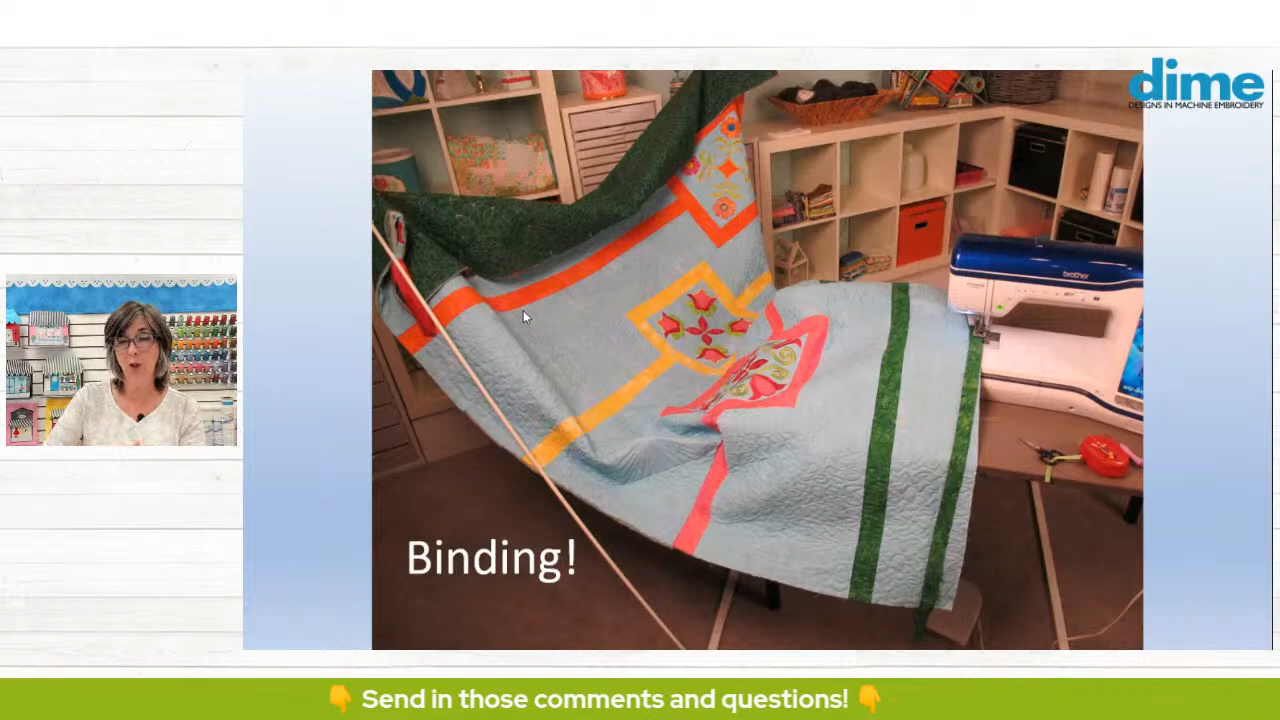 dime
DESIGNS IN MACHINE EMBROIDERY
brother
Binding!
👇 Send in those comments and questions! 👇